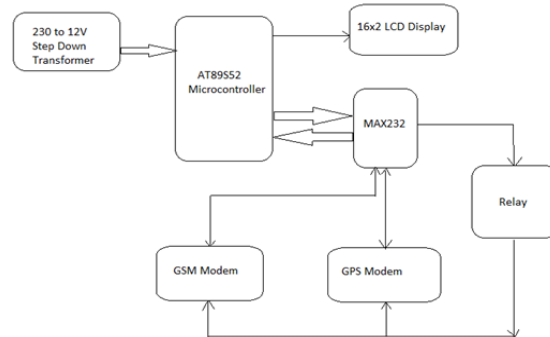 230 to 12V
Step Down
Transformer
AT89S52
Microcontroller
16x2 LCD Display
MAX232
Relay
GSM Modem
GPS Modem